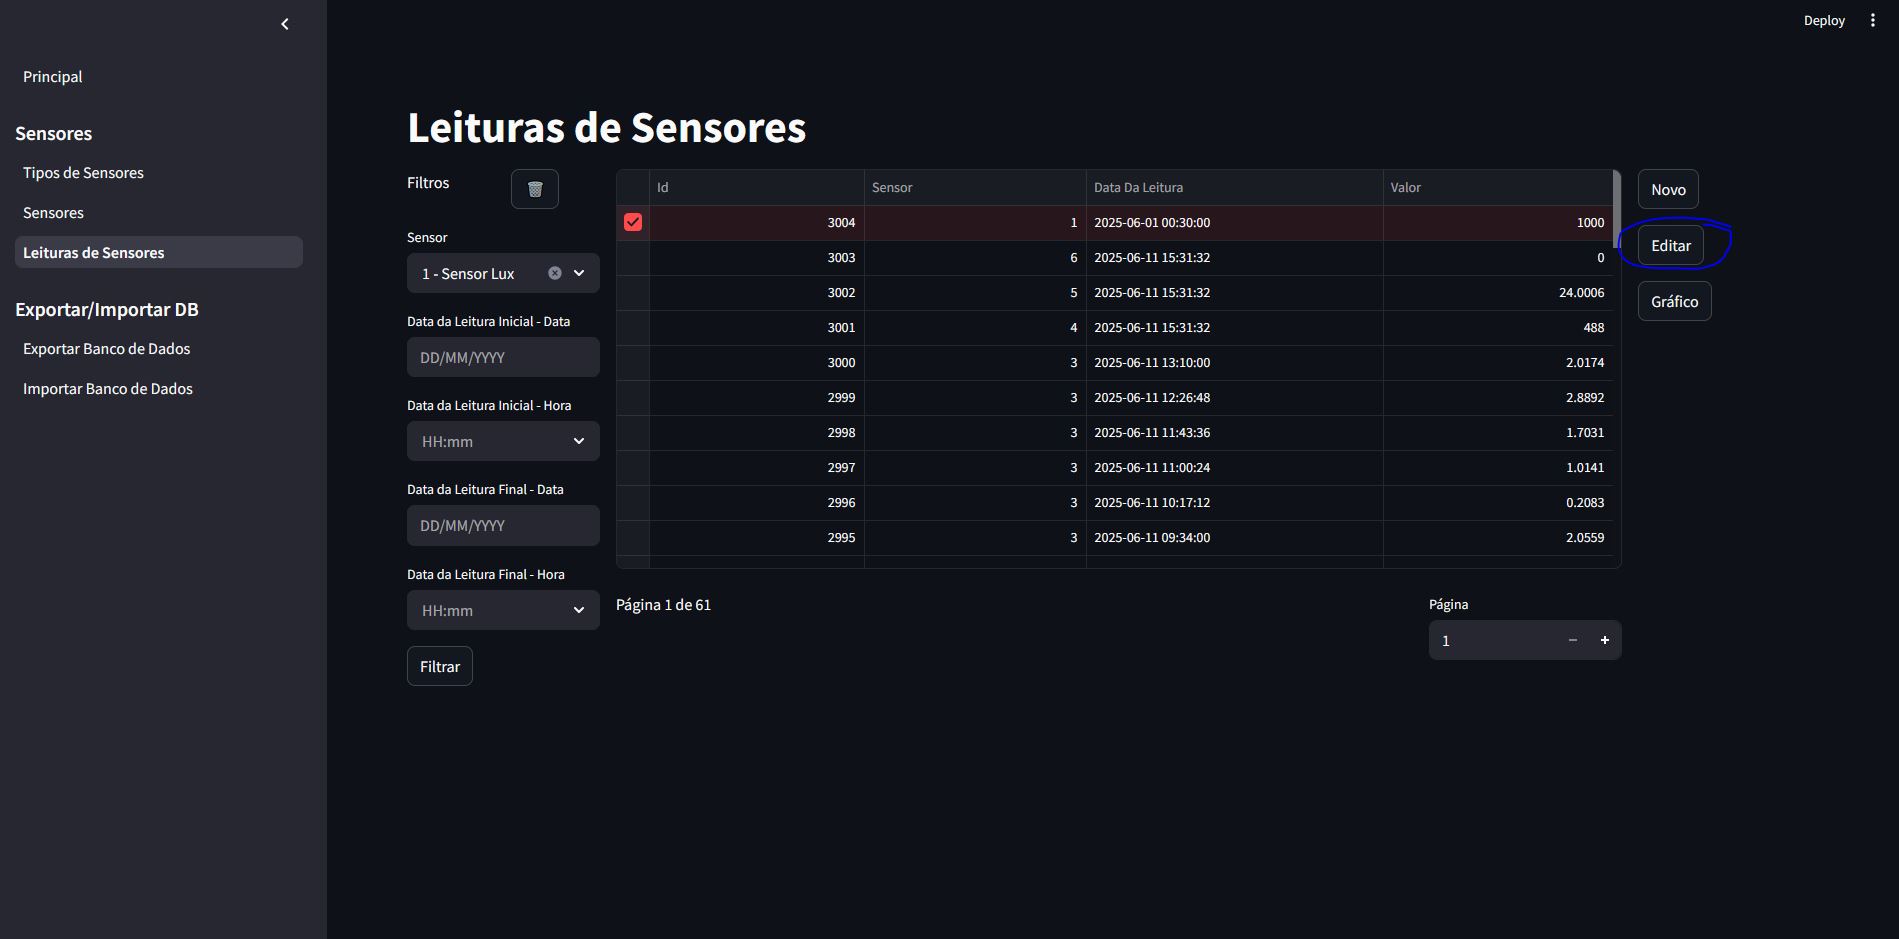 Deploy
Principal
Sensores
Tipos de Sensores
Sensores
Leituras de Sensores
Exportar/Importar DB
Exportar Banco de Dados
Importar Banco de Dados
Leituras de Sensores
Filtros
Sensor
1 - Sensor Lux
Data da Leitura Inicial - Data
DD/MM/YYYY
Data da Leitura Inicial - Hora
HH:mm
Data da Leitura Final - Data
DD/MM/YYYY
Data da Leitura Final - Hora
HH:mm
Filtrar
Id Sensor Data Da Leitura Valor
3004 1 2025-06-01 00:30:00 1000
3003 6 2025-06-11 15:31:32 0
3002 5 2025-06-11 15:31:32 24.0006
3001 4 2025-06-11 15:31:32 488
3000 3 2025-06-11 13:10:00 2.0174
2999 3 2025-06-11 12:26:48 2.8892
2998 3 2025-06-11 11:43:36 1.7031
2997 3 2025-06-11 11:00:24 1.0141
2996 3 2025-06-11 10:17:12 0.2083
2995 3 2025-06-11 09:34:00 2.0559
Página 1 de 61
Página
1
Novo
Editar
Gráfico